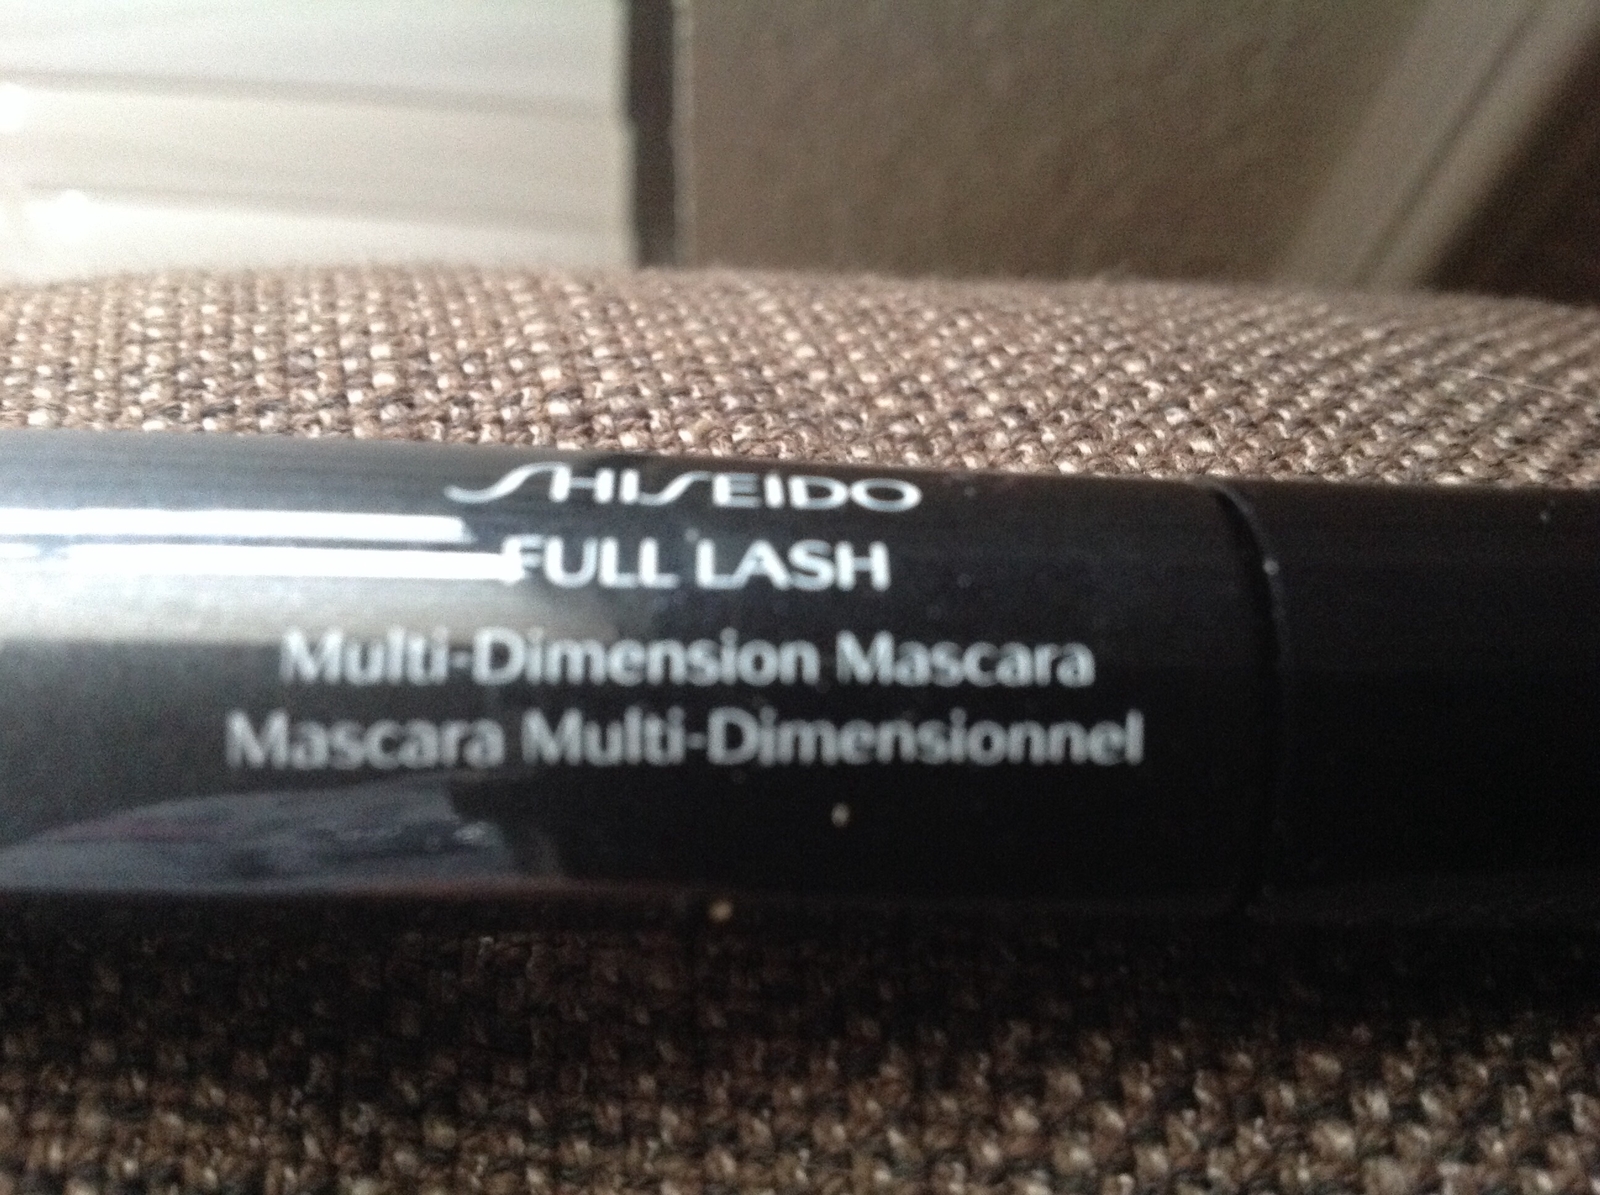 SHISEIDO
FULL LASH
Multi-Dimension Mascara
Mascara Multi-Dimensionnel